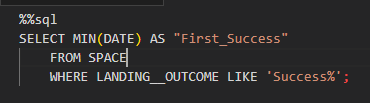 %%sql
SELECT MIN(DATE) AS "First_Success"
FROM SPACE
WHERE LANDING__OUTCOME LIKE 'Success%';